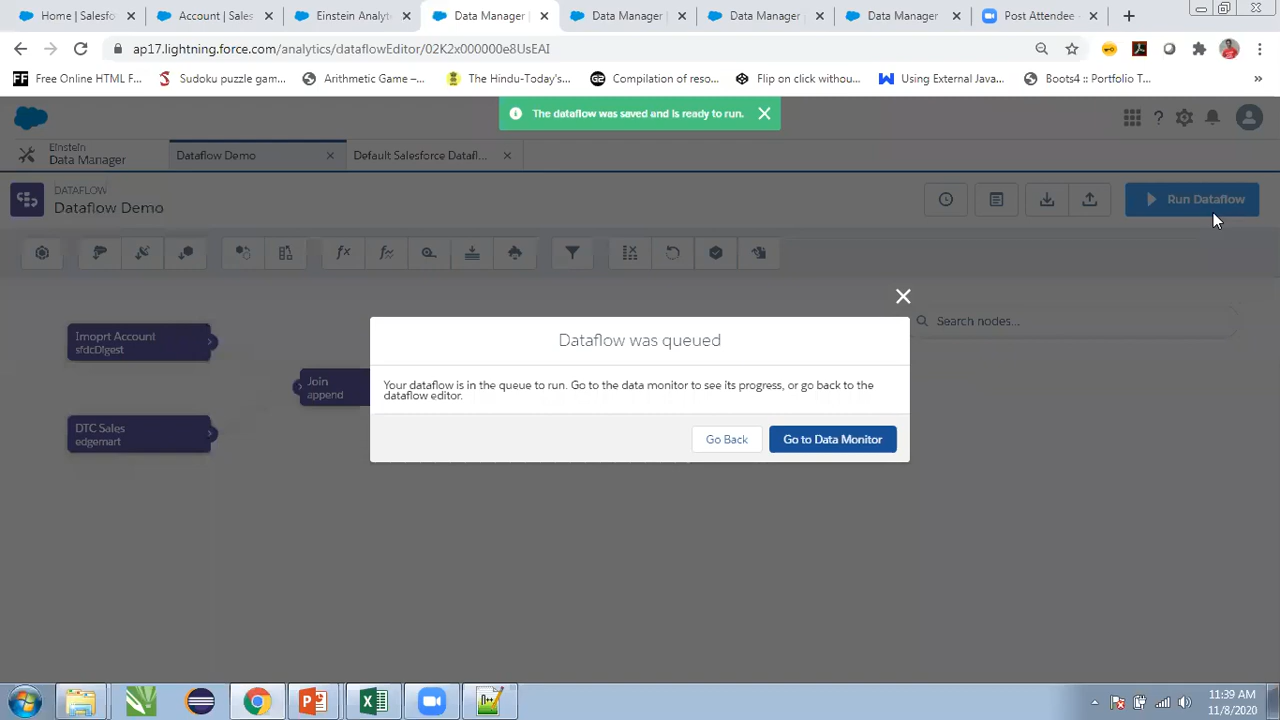 Home | Salesfo
Account | Sales
Einstein Analyt
Data Manager
Data Manager
Data Manager
Data Manager
Post Attendee -
ap17.lightning.force.com/analytics/dataflowEditor/02K2x000000e8UsEAI
Free Online HTML F...
Sudoku puzzle gam...
Arithmetic Game –...
The Hindu-Today's...
Compilation of reso...
Flip on click withou...
Using External Java...
Boots4 :: Portfolio T...
»
The dataflow was saved and is ready to run.
Einstein
Data Manager
Dataflow Demo
Default Salesforce Datafl...
DATAFLOW
Dataflow Demo
Run Dataflow
Imoprt Account
sfdcDigest
Join
append
DTC Sales
edgemart
Search nodes...
Dataflow was queued
Your dataflow is in the queue to run. Go to the data monitor to see its progress, or go back to the
dataflow editor.
Go Back
Go to Data Monitor
11:39 AM
11/8/2020